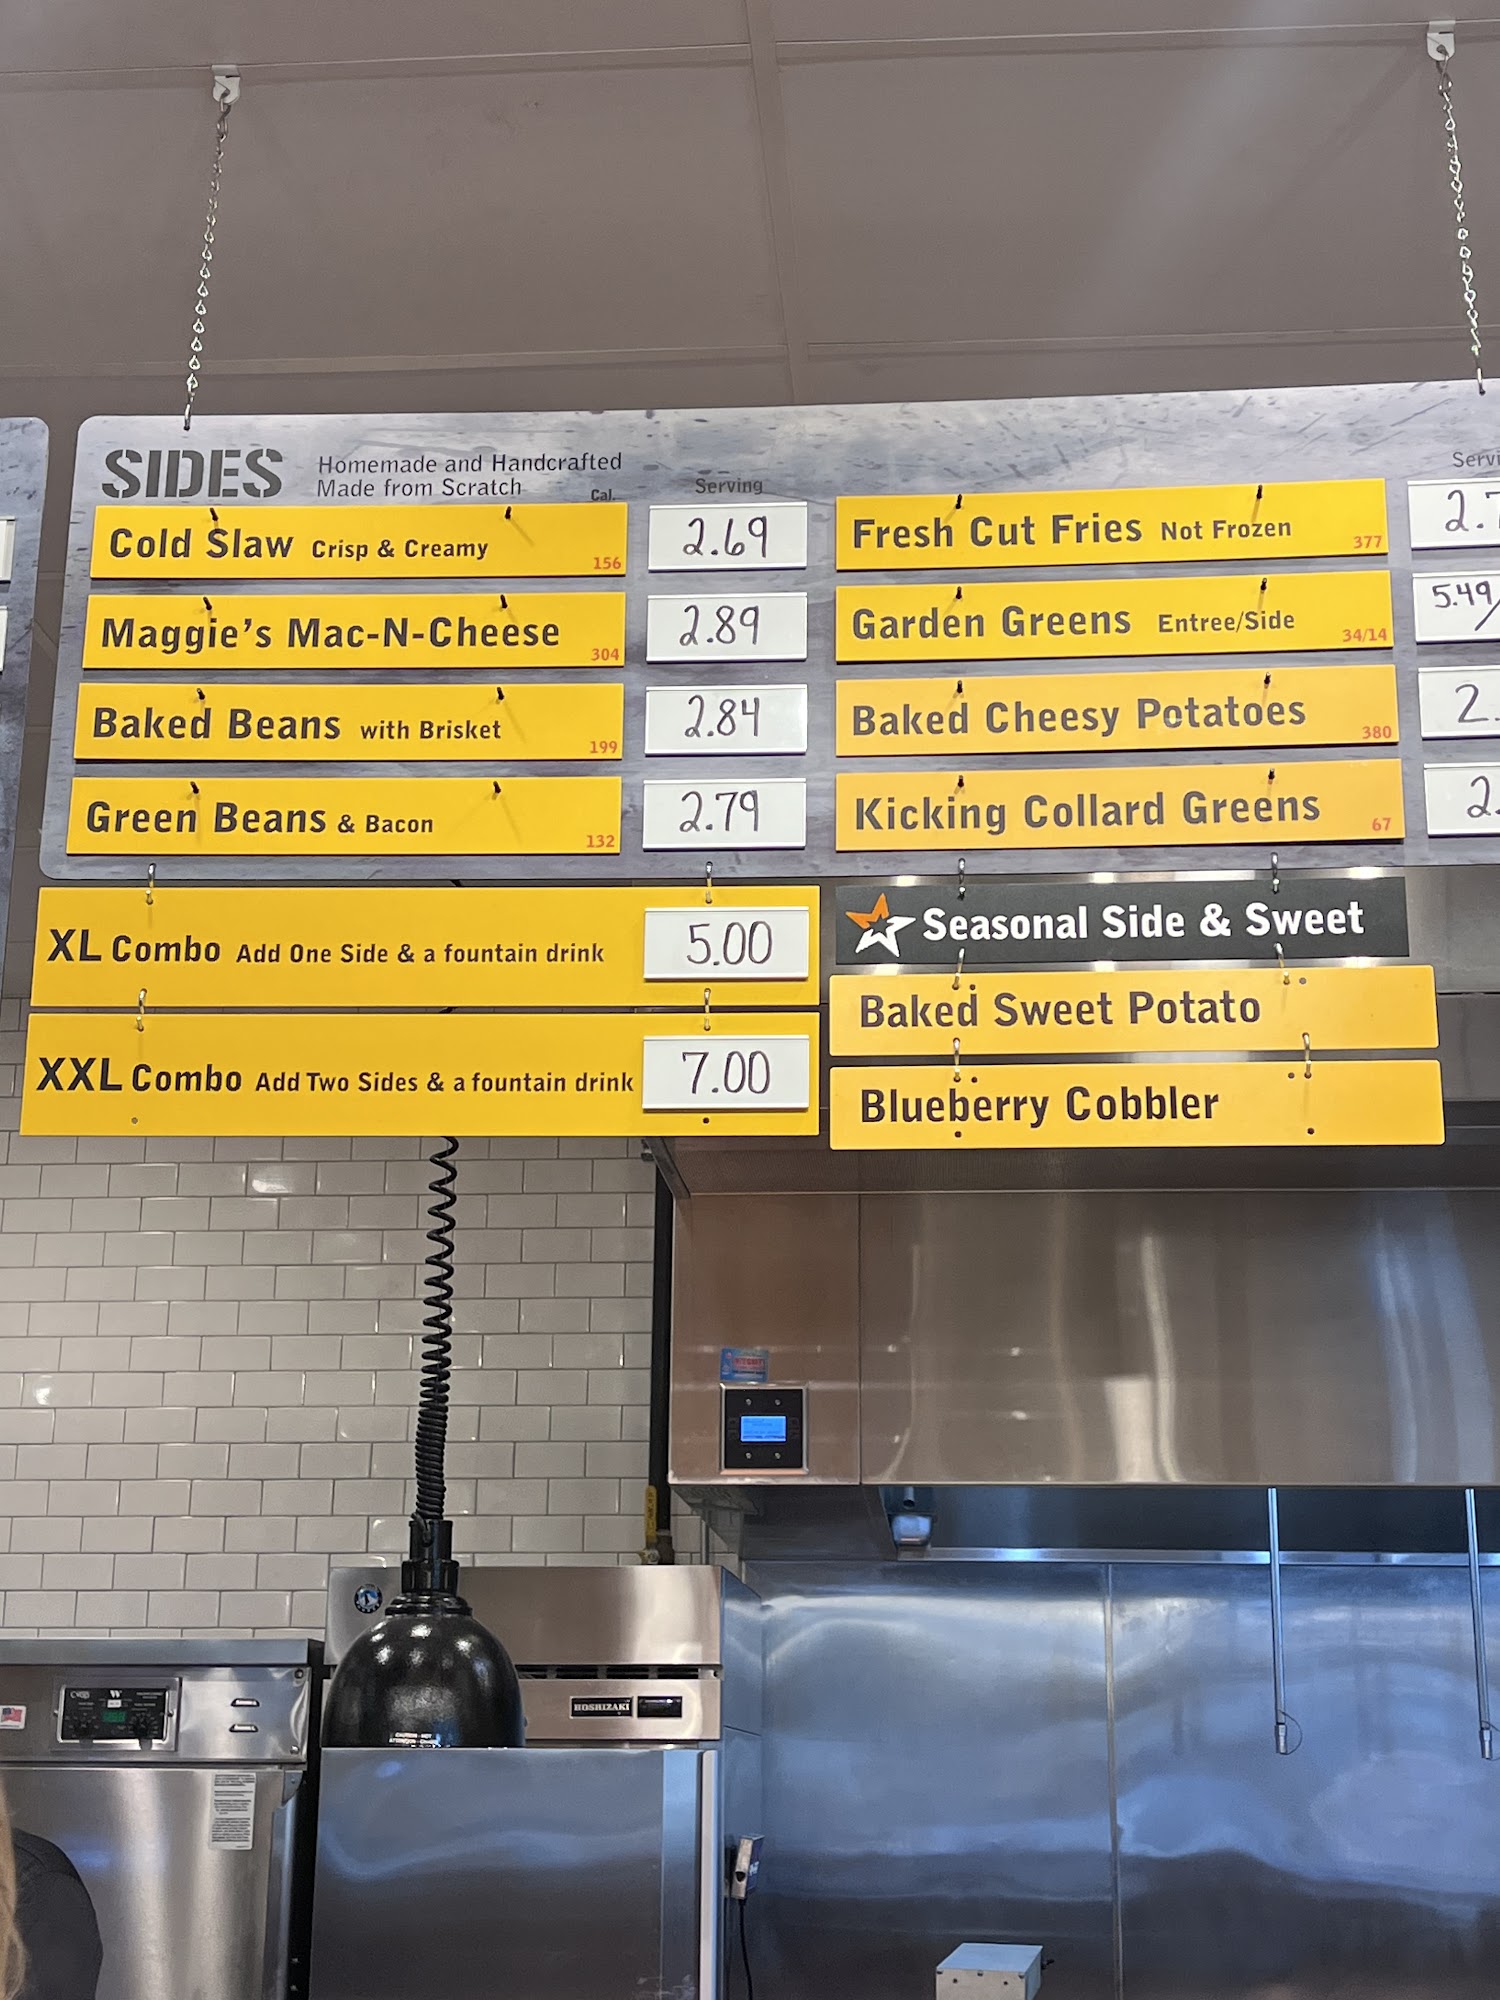 SIDES
Homemade and Handcrafted
Made from Scratch
Cal.
Serving
Cold Slaw Crisp & Creamy 156 2.69
Maggie's Mac-N-Cheese 304 2.89
Baked Beans with Brisket 199 2.84
Green Beans & Bacon 132 2.79
XL Combo Add One Side & a fountain drink 5.00
XXL Combo Add Two Sides & a fountain drink 7.00
Fresh Cut Fries Not Frozen 377
Garden Greens Entree/Side 34/14 5.49/
Baked Cheesy Potatoes 380 2.
Kicking Collard Greens 67 2.
Seasonal Side & Sweet
Baked Sweet Potato
Blueberry Cobbler
HOSHIZAKI